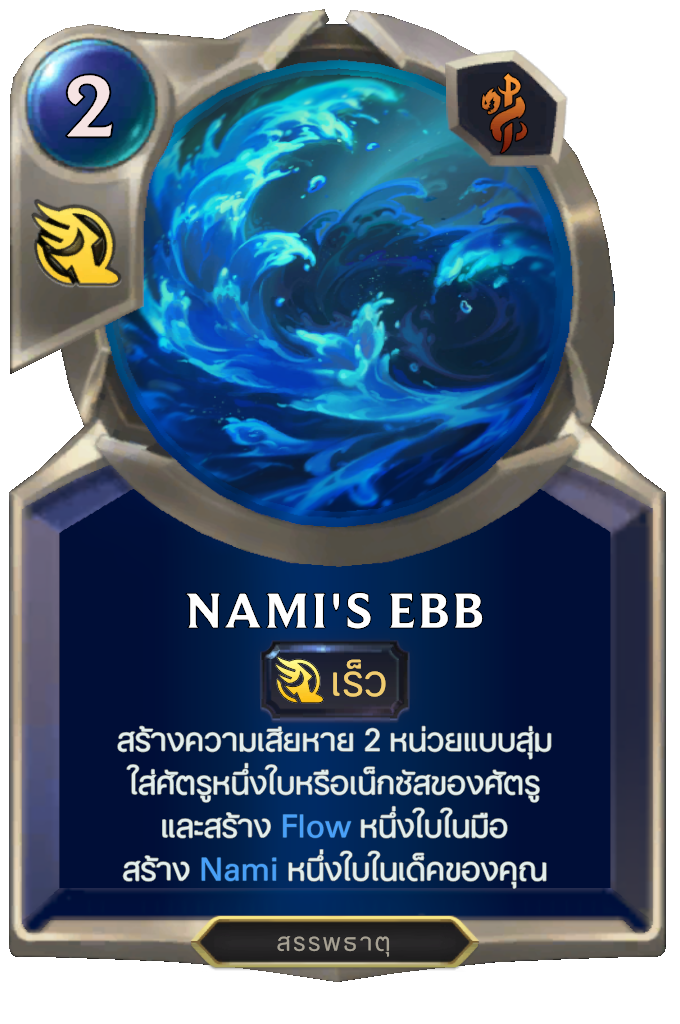 2
NAMI'S EBB
เร็ว
สร้างความเสียหาย 2 หน่วยแบบสุ่ม
ใส่ศัตรูหนึ่งใบหรือเน็กซัสของศัตรู
และสร้าง Flow หนึ่งใบในมือ
สร้าง Nami หนึ่งใบในเด็คของคุณ
สรรพธาตุ